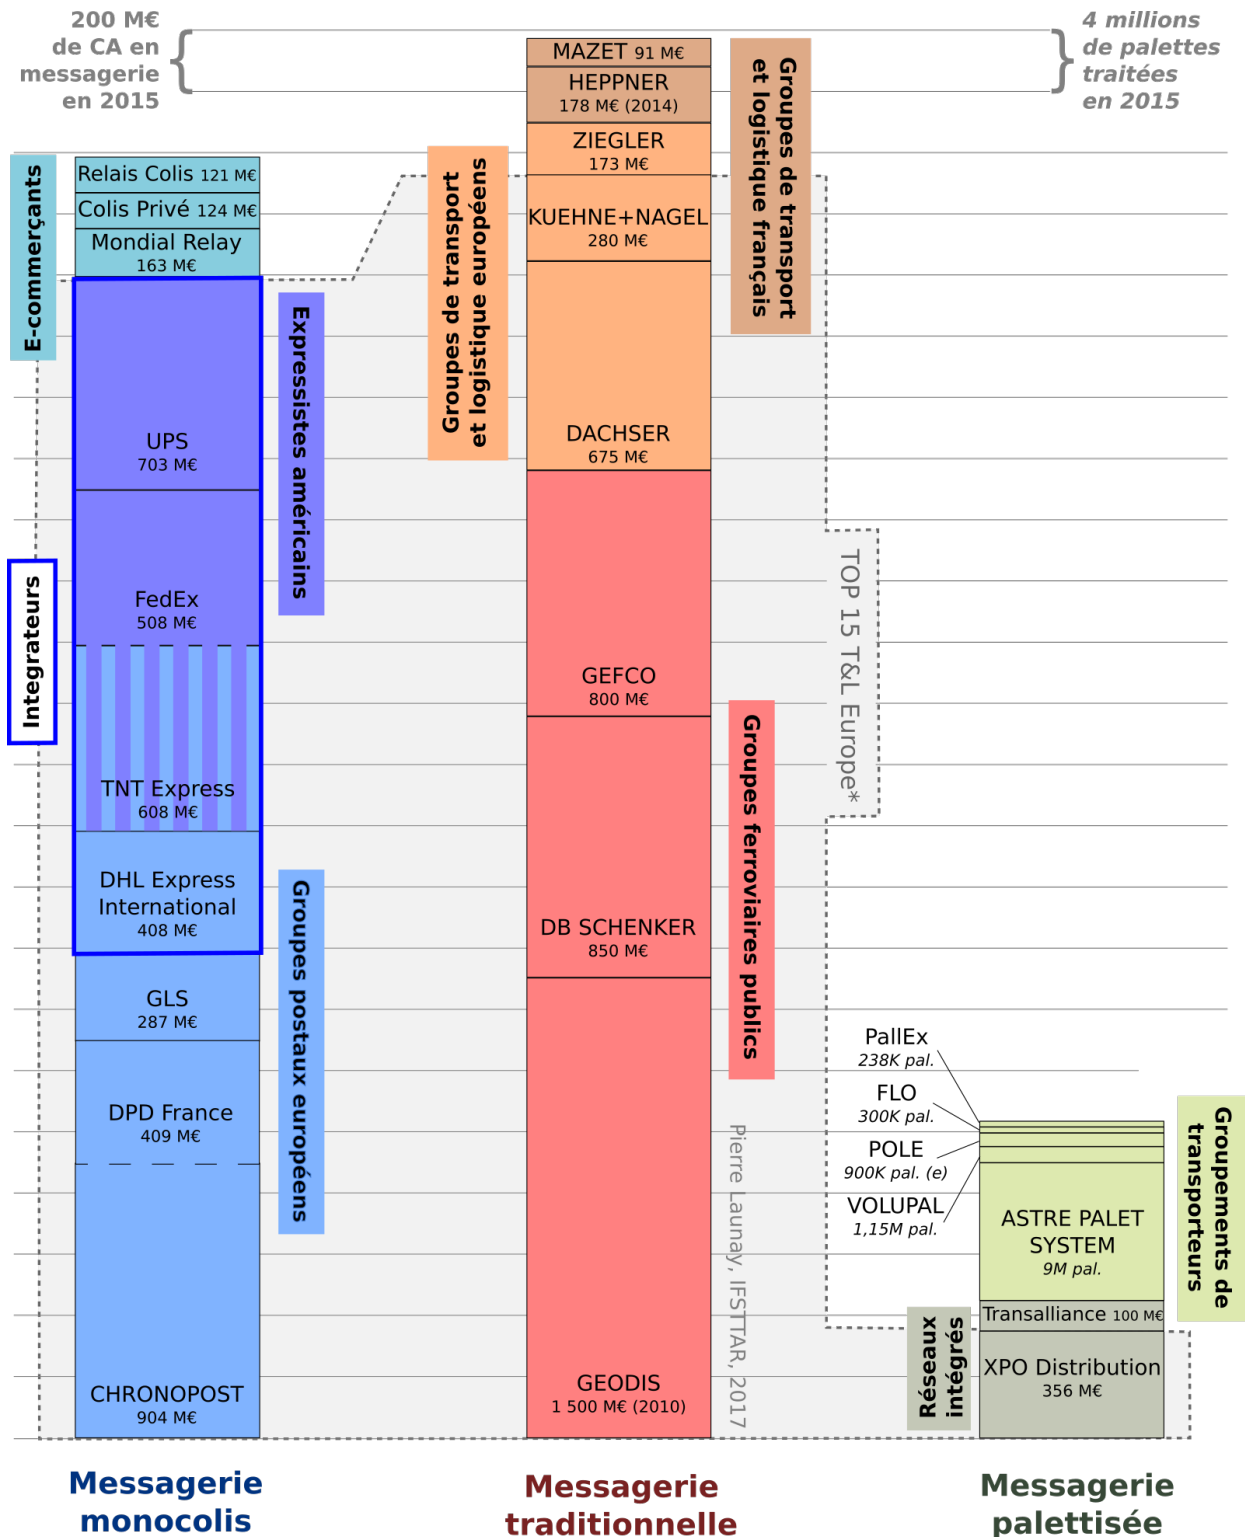 200 M€
de CA en
messagerie
en 2015
4 millions
de palettes
traitées
en 2015
E-commerçants
Relais Colis 121 M€
Colis Privé 124 M€
Mondial Relay
163 M€
Integrateurs
UPS
703 M€
FedEx
508 M€
TNT Express
608 M€
DHL Express
International
408 M€
GLS
287 M€
DPD France
409 M€
CHRONOPOST
904 M€
Expressistes américains
Groupes postaux européens
Messagerie
monocolis
Groupes de transport
et logistique européens
MAZET 91 M€
HEPPNER
178 M€ (2014)
ZIEGLER
173 M€
KUEHNE+NAGEL
280 M€
DACHSER
675 M€
GEFCO
800 M€
DB SCHENKER
850 M€
GEODIS
1 500 M€ (2010)
Groupes de transport
et logistique français
Groupes ferroviaires publics
Messagerie
traditionnelle
TOP 15 T&L Europe*
Pierre Launay, IFSTTAR, 2017
PallEx
238K pal.
FLO
300K pal.
POLE
900K pal. (e)
VOLUPAL
1,15M pal.
ASTRE PALET
SYSTEM
9M pal.
Transalliance 100 M€
XPO Distribution
356 M€
Groupements de
transporteurs
Réseaux
intégrés
Messagerie
palettisée